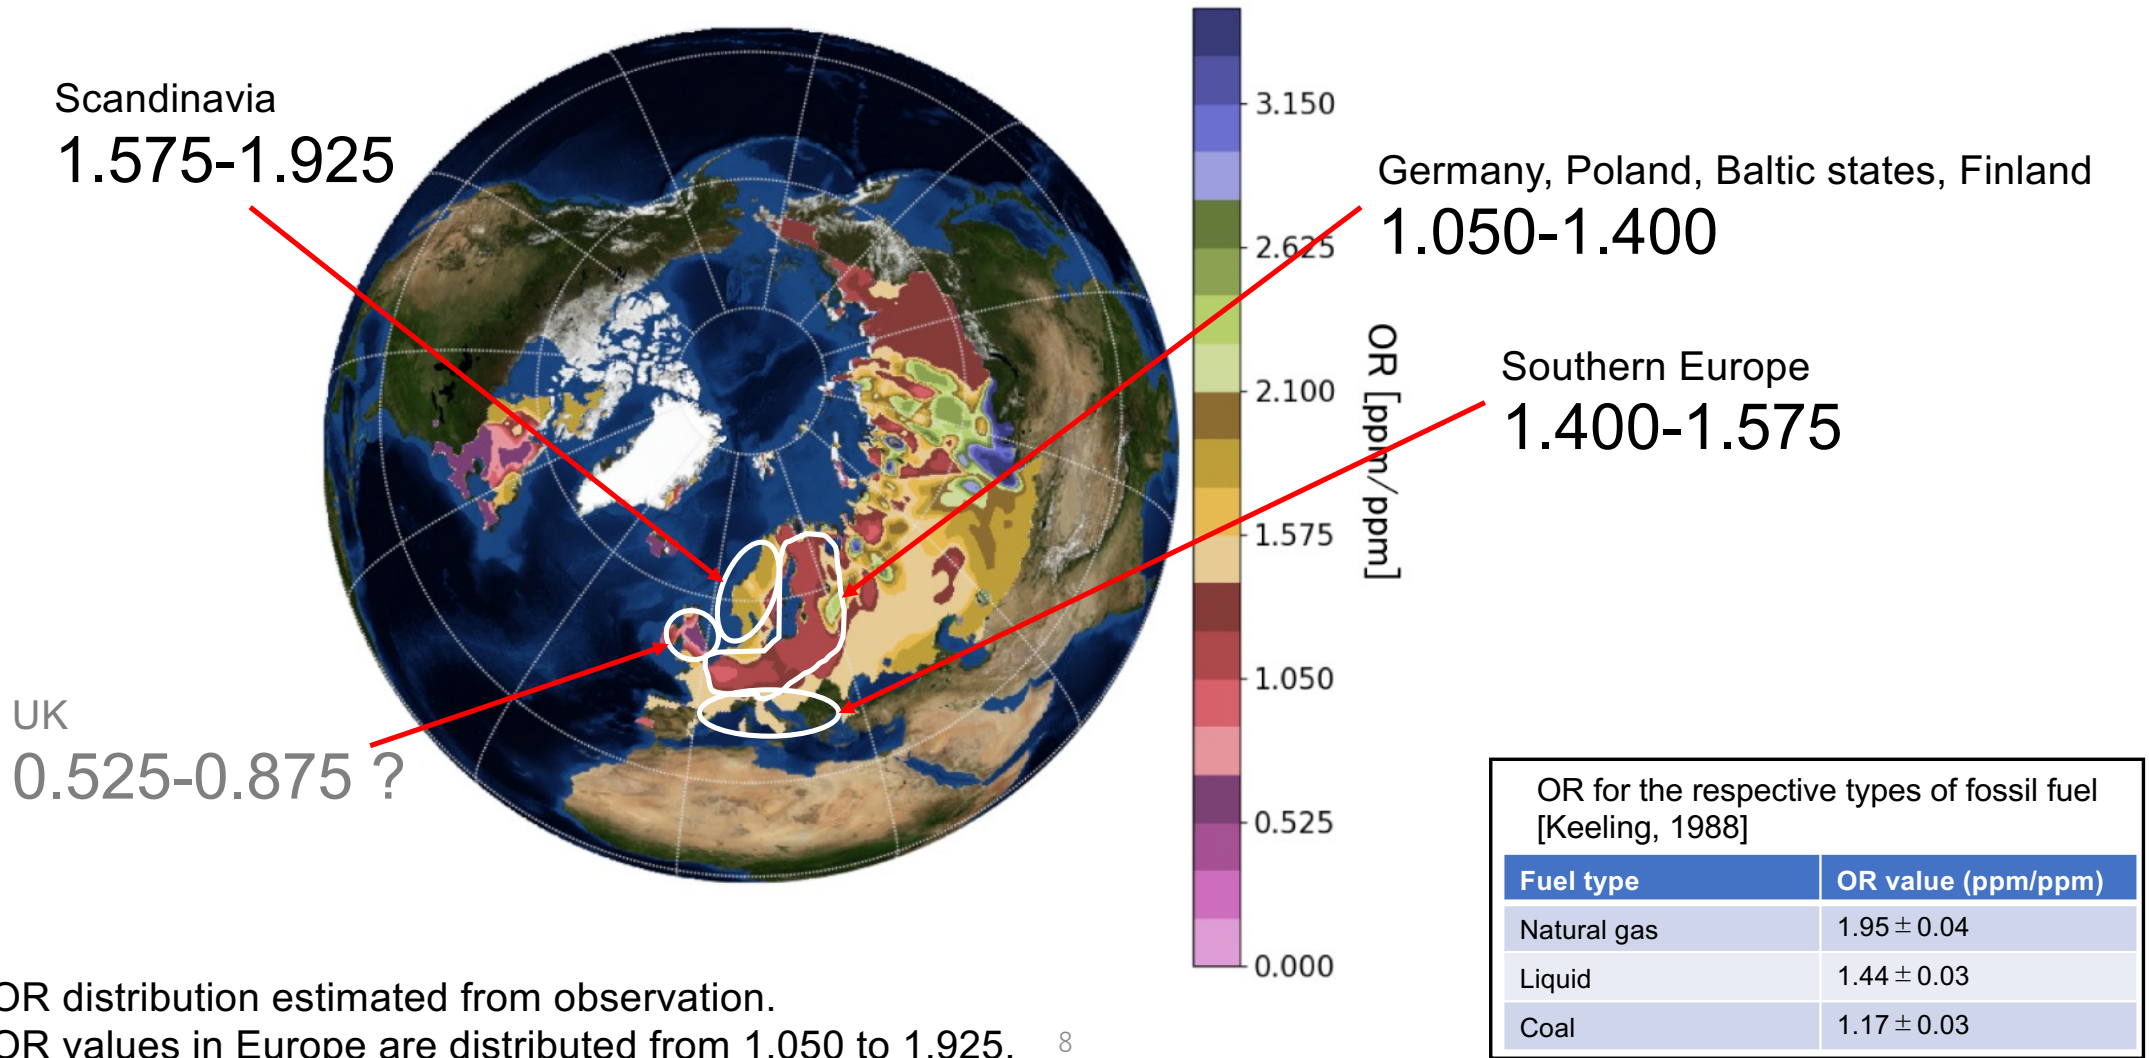 Scandinavia
1.575-1.925
Germany, Poland, Baltic states, Finland
1.050-1.400
Southern Europe
1.400-1.575
UK
0.525-0.875 ?
3.150
2.625
2.100
1.575
1.050
0.525
0.000
OR [ppm/ppm]
OR for the respective types of fossil fuel
[Keeling, 1988]
Fuel type OR value (ppm/ppm)
Natural gas 1.95±0.04
Liquid 1.44±0.03
Coal 1.17±0.03
OR distribution estimated from observation.
OR values in Europe are distributed from 1.050 to 1.925.
8